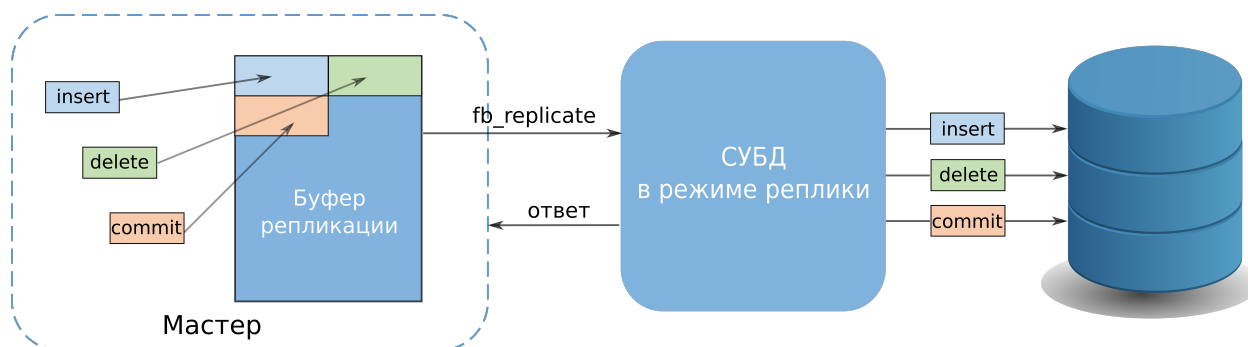 insert
delete
commit
Буфер
репликации
Мастер
fb_replicate
ответ
СУБД
в режиме реплики
insert
delete
commit